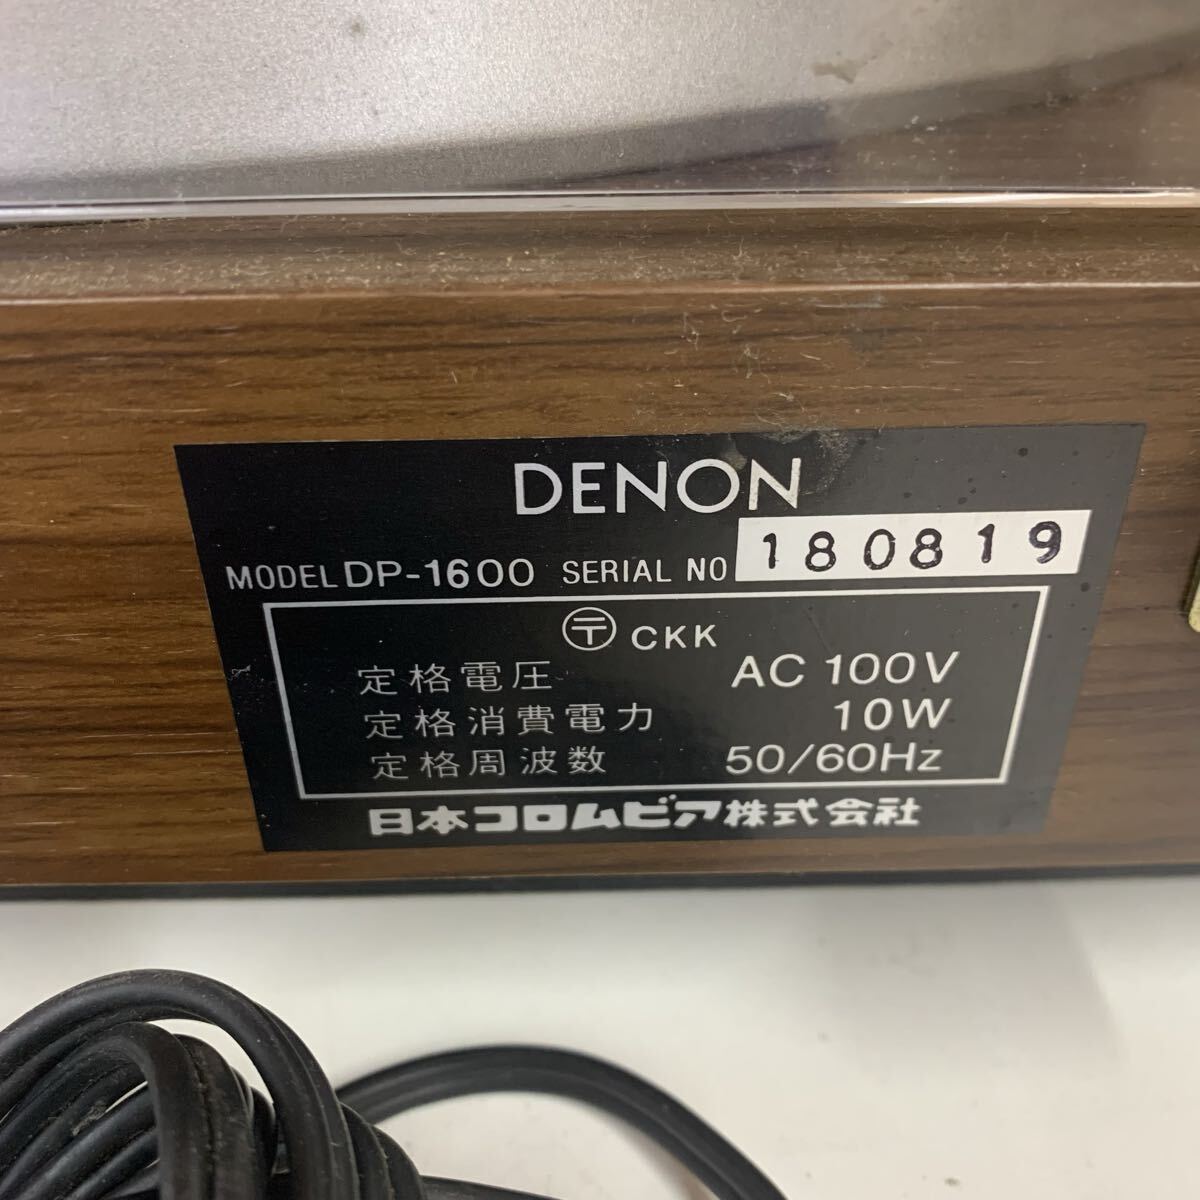 DENON
MODEL DP-1600 SERIAL NO 180819
〒 CKK
定格電圧 AC 100V
定格消費電力 10W
定格周波数 50/60Hz
日本コロムビア株式会社